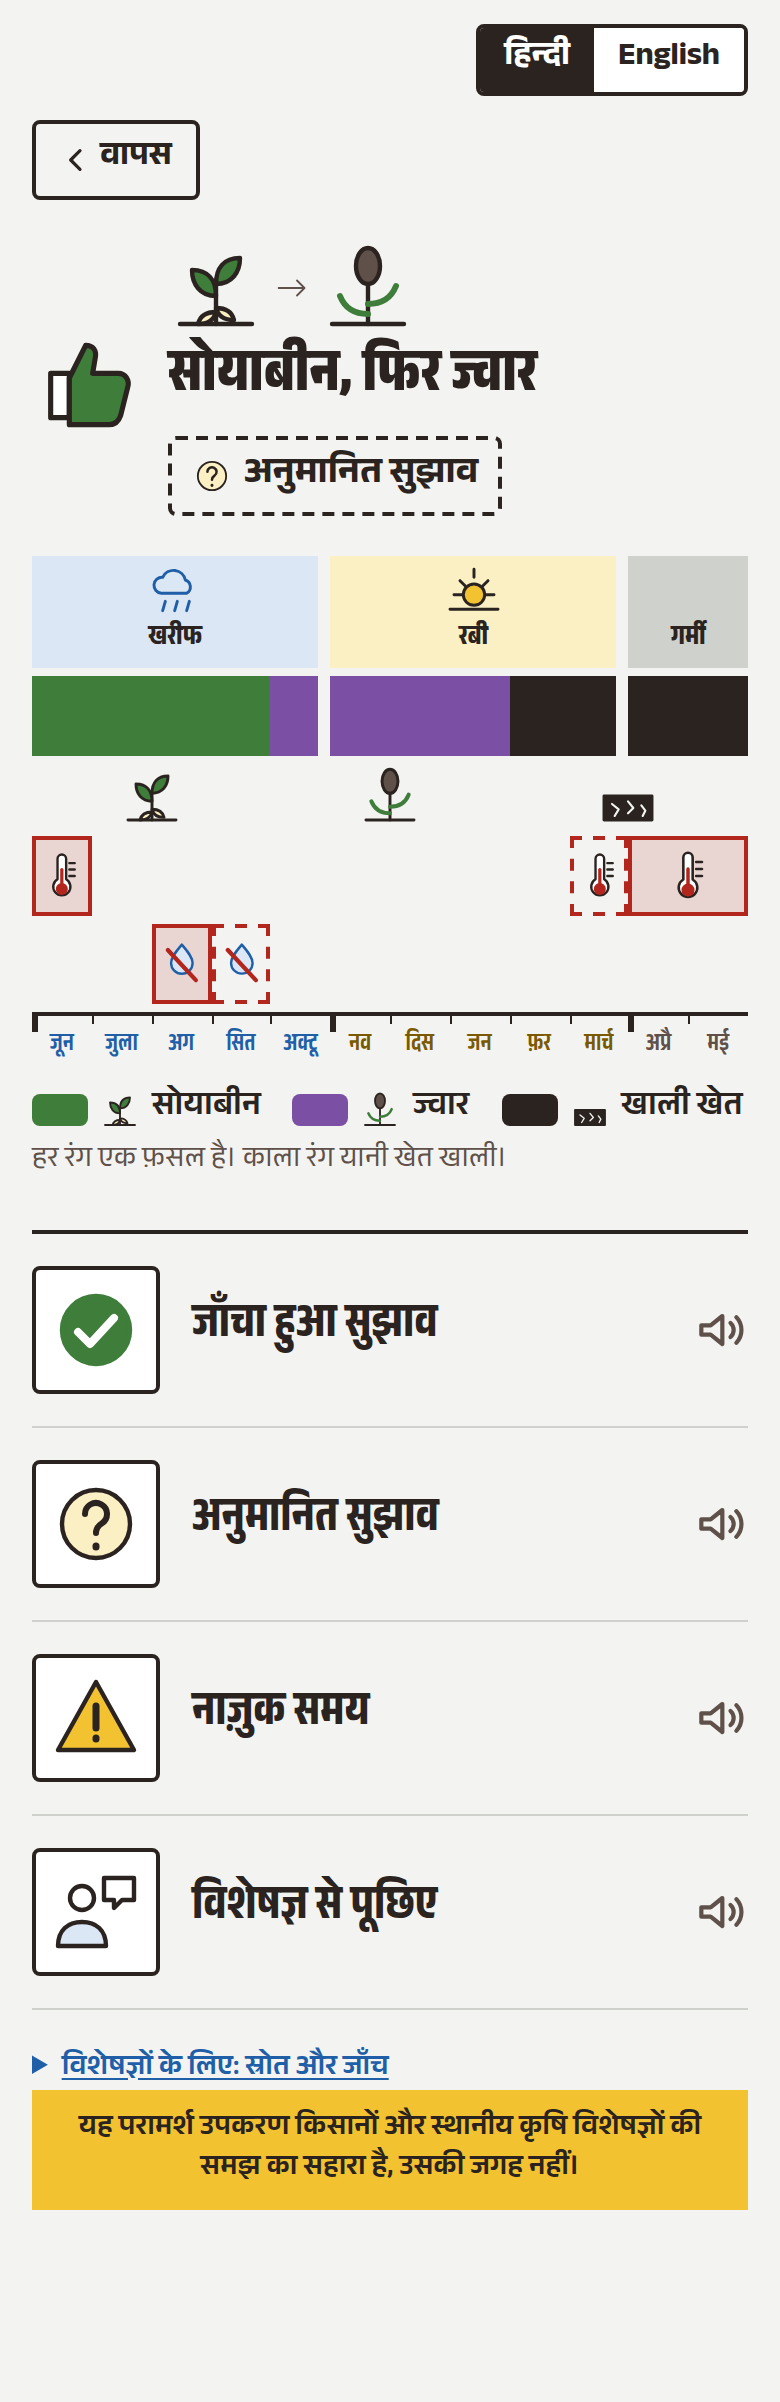 हिन्दी English
वापस
सोयाबीन, फिर ज्वार
अनुमानित सुझाव
खरीफ रबी गर्मी
जून जुला अग सित अक्टू नव दिस जन फ़र मार्च अप्रै मई
सोयाबीन ज्वार खाली खेत
हर रंग एक फ़सल है। काला रंग यानी खेत खाली।
जाँचा हुआ सुझाव
अनुमानित सुझाव
नाज़ुक समय
विशेषज्ञ से पूछिए
विशेषज्ञों के लिए: स्रोत और जाँच
यह परामर्श उपकरण किसानों और स्थानीय कृषि विशेषज्ञों की
समझ का सहारा है, उसकी जगह नहीं।